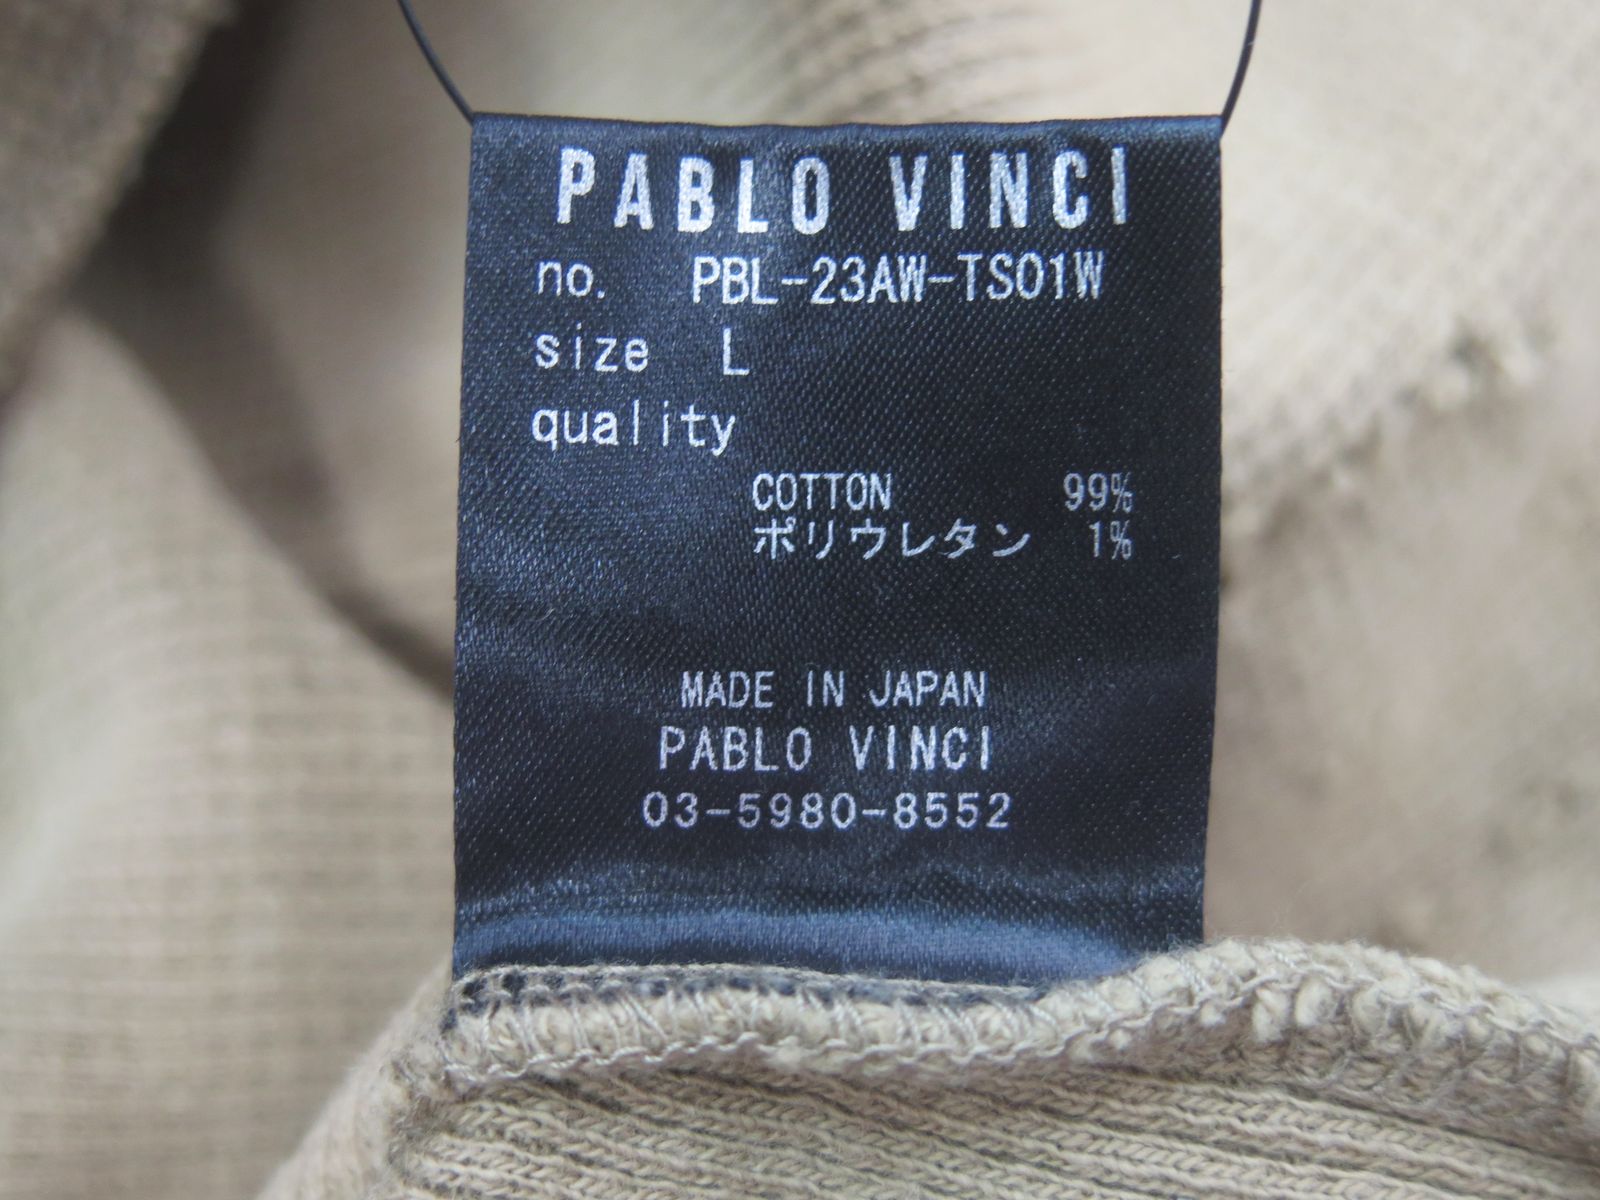 PABLO VINCI
no. PBL-23AW-TS01W
size L
quality
COTTON 99%
ポリウレタン 1%
MADE IN JAPAN
PABLO VINCI
03-5980-8552